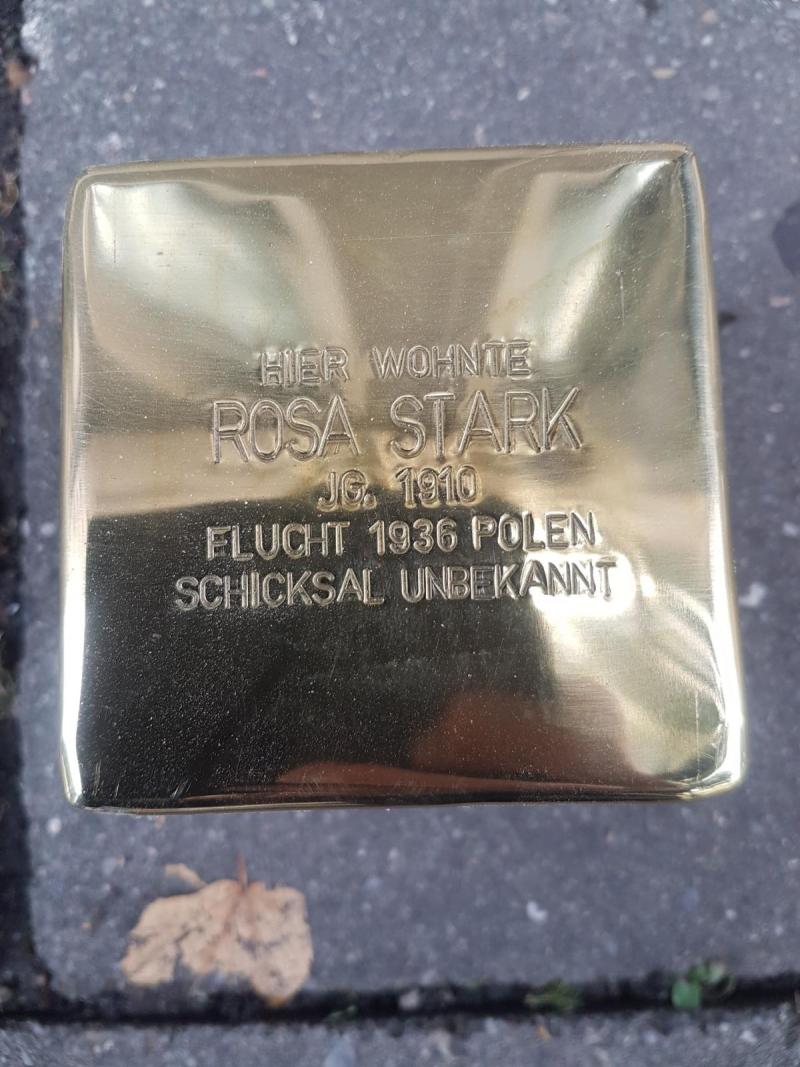 HIER WOHNTE
ROSA STARK
JG. 1910
FLUCHT 1936 POLEN
SCHICKSAL UNBEKANNT